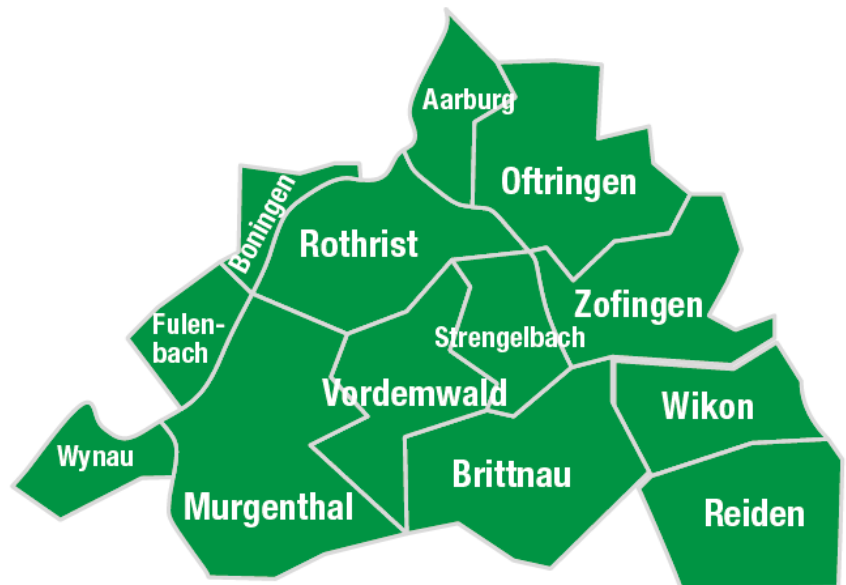 Aarburg
Oftringen
Boningen
Rothrist
Zofingen
Fulen-
bach
Strengelbach
Vordemwald
Wikon
Wynau
Brittnau
Murgenthal
Reiden